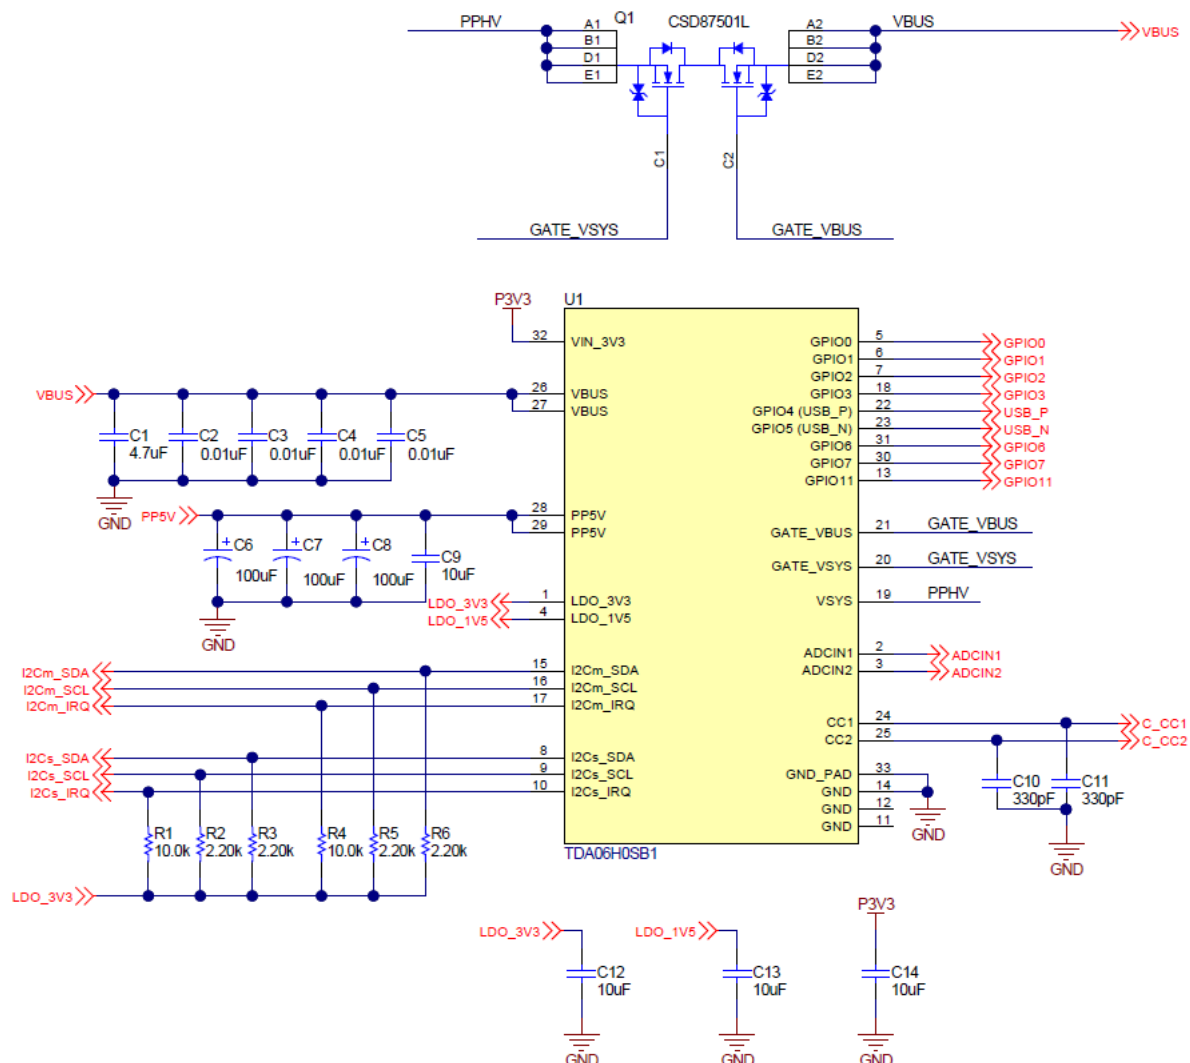 PPHV
A1
Q1
CSD87501L
A2
VBUS
VBUS
B1
B2
D1
D2
E1
E2
C1
C2
GATE_VSYS
GATE_VBUS
P3V3
U1
32 VIN_3V3
GPIO0 5 GPIO0
GPIO1 6 GPIO1
GPIO2 7 GPIO2
VBUS 26 VBUS
GPIO3 18 GPIO3
27 VBUS
GPIO4 (USB_P) 22 USB_P
GPIO5 (USB_N) 23 USB_N
C1 C2 C3 C4 C5
4.7uF 0.01uF 0.01uF 0.01uF 0.01uF
GPIO6 31 GPIO6
GPIO7 30 GPIO7
GPIO11 13 GPIO11
GND
PP5V 28 PP5V
29 PP5V
GATE_VBUS 21 GATE_VBUS
+ C6 + C7 + C8 C9
100uF 100uF 100uF 10uF
GATE_VSYS 20 GATE_VSYS
LDO_3V3 1 LDO_3V3
VSYS 19 PPHV
LDO_1V5 4 LDO_1V5
GND
ADCIN1 2 ADCIN1
I2Cm_SDA 15 I2Cm_SDA
ADCIN2 3 ADCIN2
I2Cm_SCL 16 I2Cm_SCL
I2Cm_IRQ 17 I2Cm_IRQ
CC1 24 C_CC1
CC2 25 C_CC2
I2Cs_SDA 8 I2Cs_SDA
I2Cs_SCL 9 I2Cs_SCL
GND_PAD 33
I2Cs_IRQ 10 I2Cs_IRQ
GND 14
GND 12
GND 11
C10 C11
330pF 330pF
GND
GND
R1 R2 R3 R4 R5 R6
10.0k 2.20k 2.20k 10.0k 2.20k 2.20k
TDA06H0SB1
LDO_3V3
P3V3
LDO_3V3
LDO_1V5
C12 C13 C14
10uF 10uF 10uF
GND GND GND